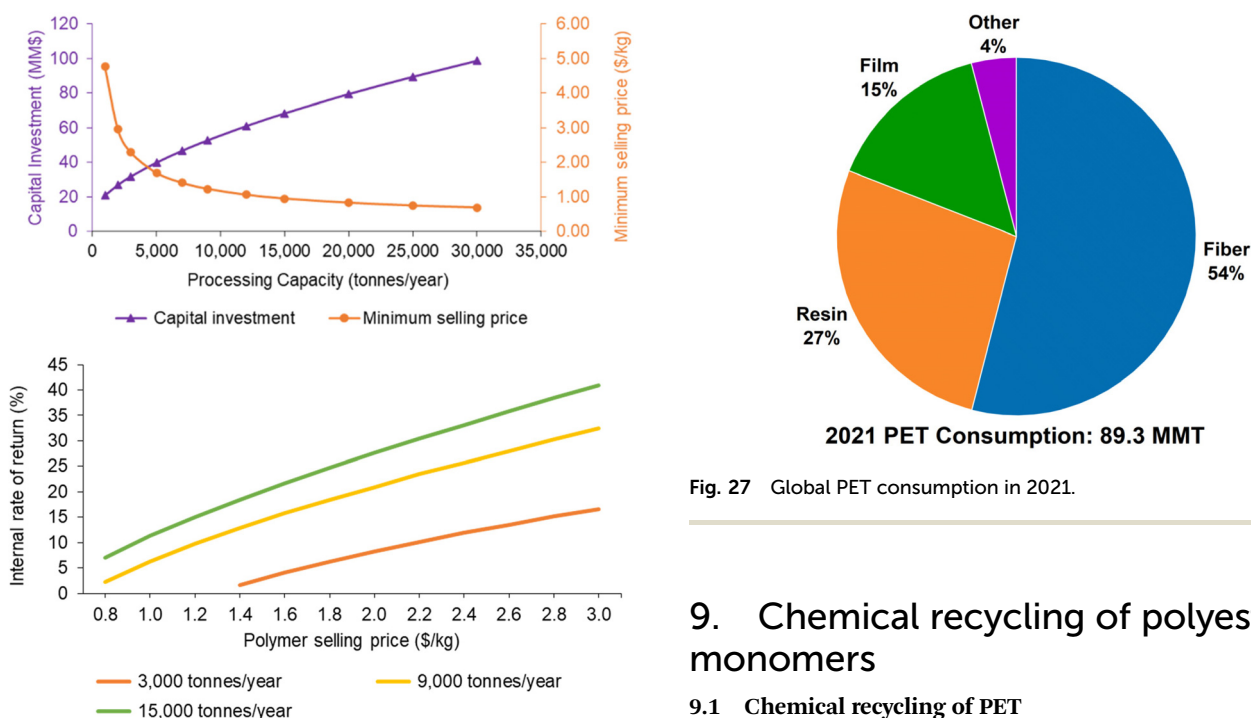 120
100
80
60
40
20
0
Capital Investment (MM$)
6.00
5.00
4.00
3.00
2.00
1.00
0.00
Minimum selling price ($/kg)
0 5,000 10,000 15,000 20,000 25,000 30,000 35,000
Processing Capacity (tonnes/year)
Capital investment Minimum selling price
45
40
35
30
25
20
15
10
5
0
Internal rate of return (%)
0.8 1.0 1.2 1.4 1.6 1.8 2.0 2.2 2.4 2.6 2.8 3.0
Polymer selling price ($/kg)
3,000 tonnes/year 9,000 tonnes/year
15,000 tonnes/year
Other
4%
Film
15%
Fiber
54%
Resin
27%
2021 PET Consumption: 89.3 MMT
Fig. 27 Global PET consumption in 2021.
9. Chemical recycling of polyes
monomers
9.1 Chemical recycling of PET